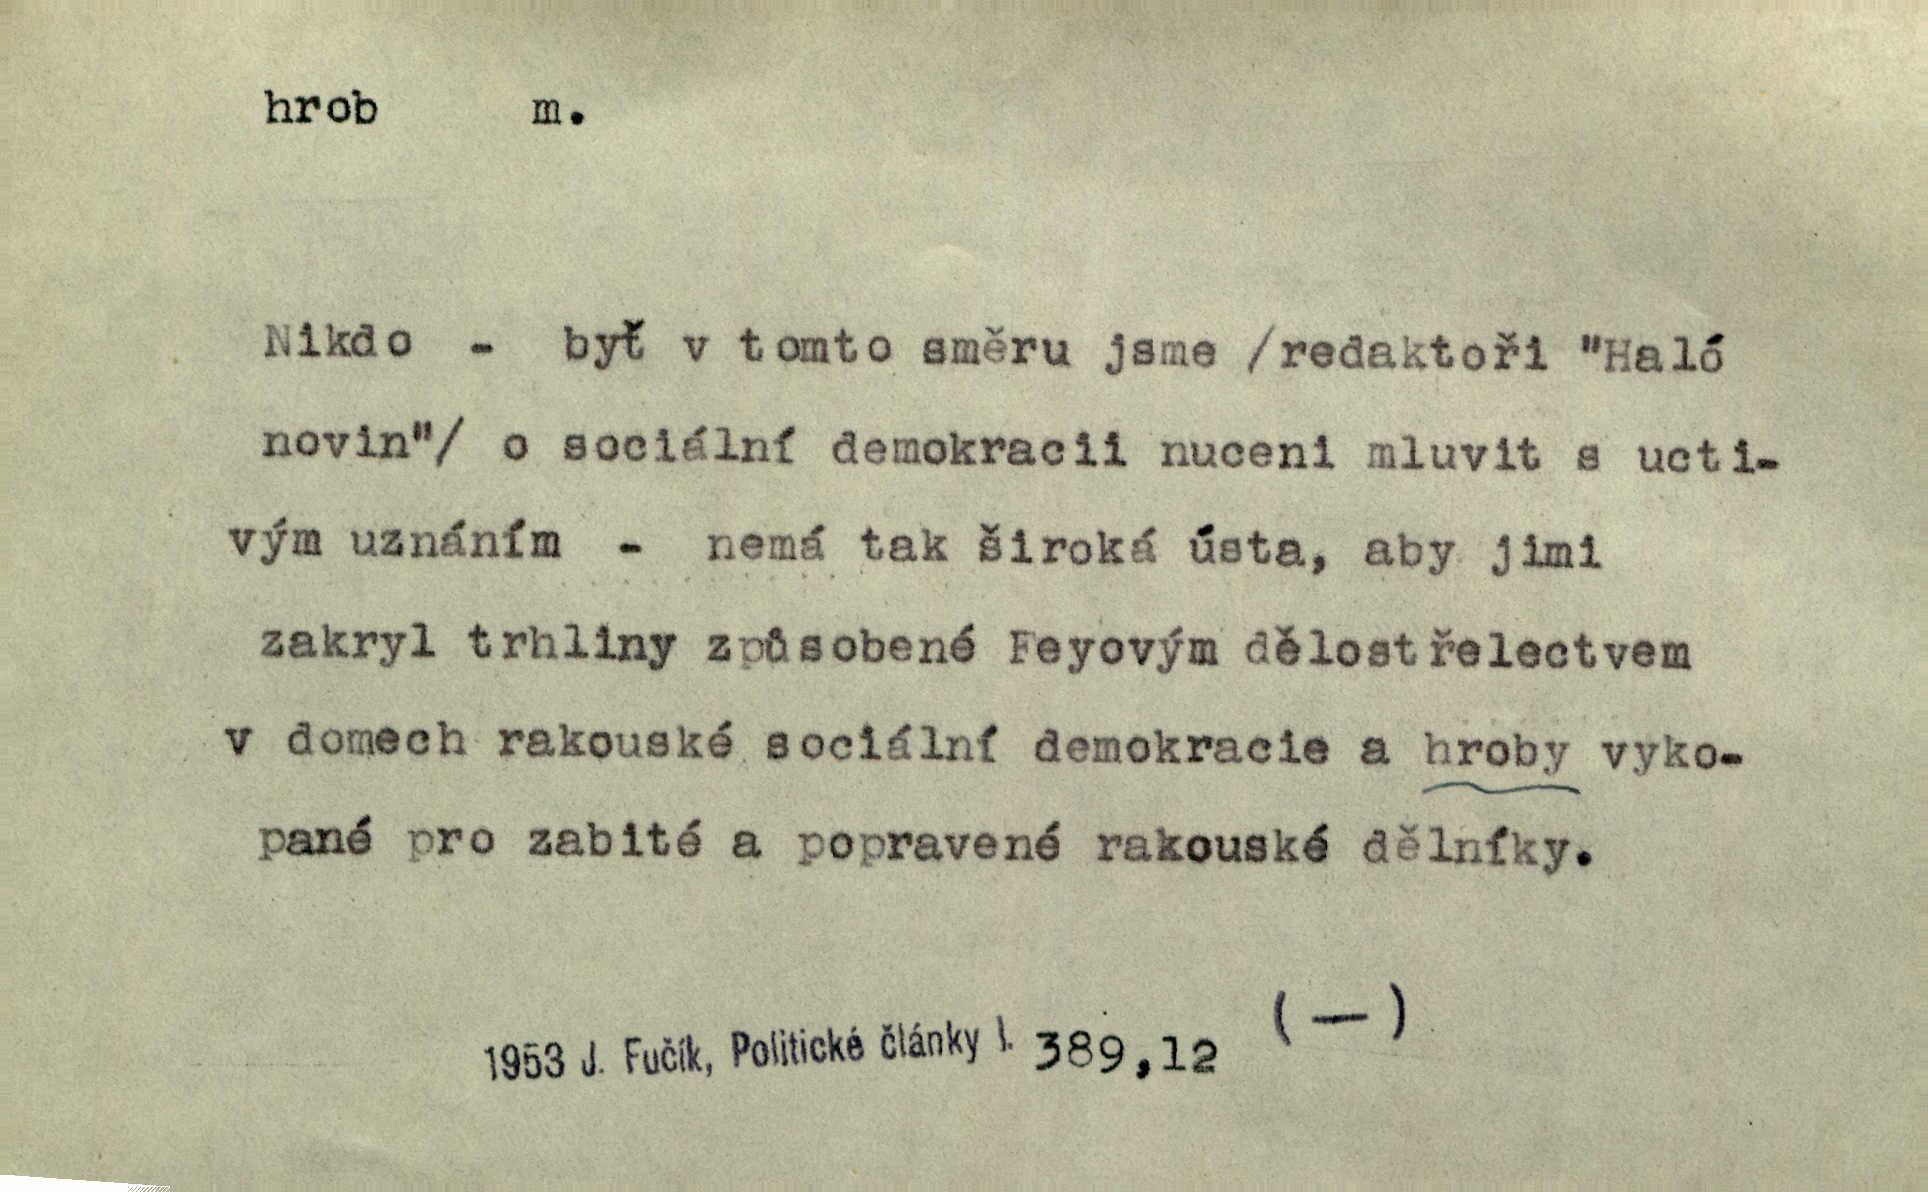 hrob m.
Nikdo - byť v tomto směru jsme /redaktoři "Haló
novin"/ o sociální demokracii nuceni mluvit s ucti-
vým uznáním - nemá tak široká ústa, aby jimi
zakryl trhliny způsobené Feyovým dělostřelectvem
v domech rakouské sociální demokracie a hroby vyko-
pané pro zabité a popravené rakouské dělníky.
1953 J. Fučík, Politické články I. 389,12 (—)